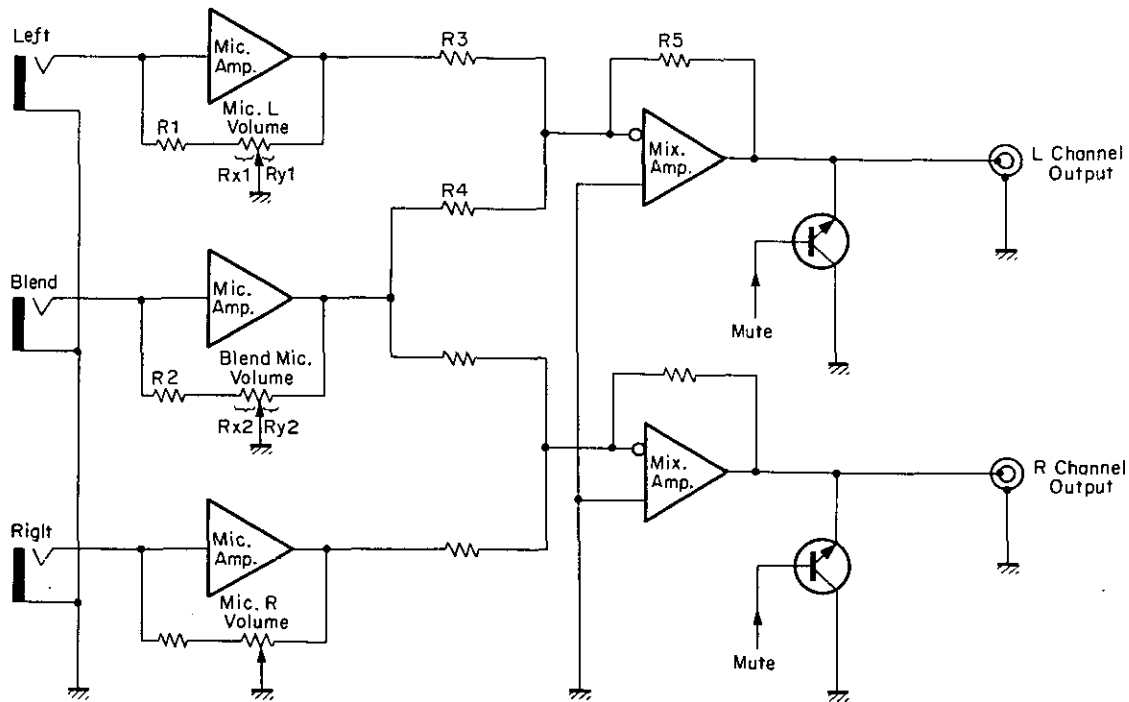 Left
Mic.
Amp.
R3
R5
Mic. L
Volume
R1
Rx1 Ry1
Mix.
Amp.
L Channel
Output
R4
Blend
Mic.
Amp.
Mute
Blend Mic.
Volume
R2
Rx2 Ry2
Mix.
Amp.
R Channel
Output
Riglt
Mic.
Amp.
Mic. R
Volume
Mute